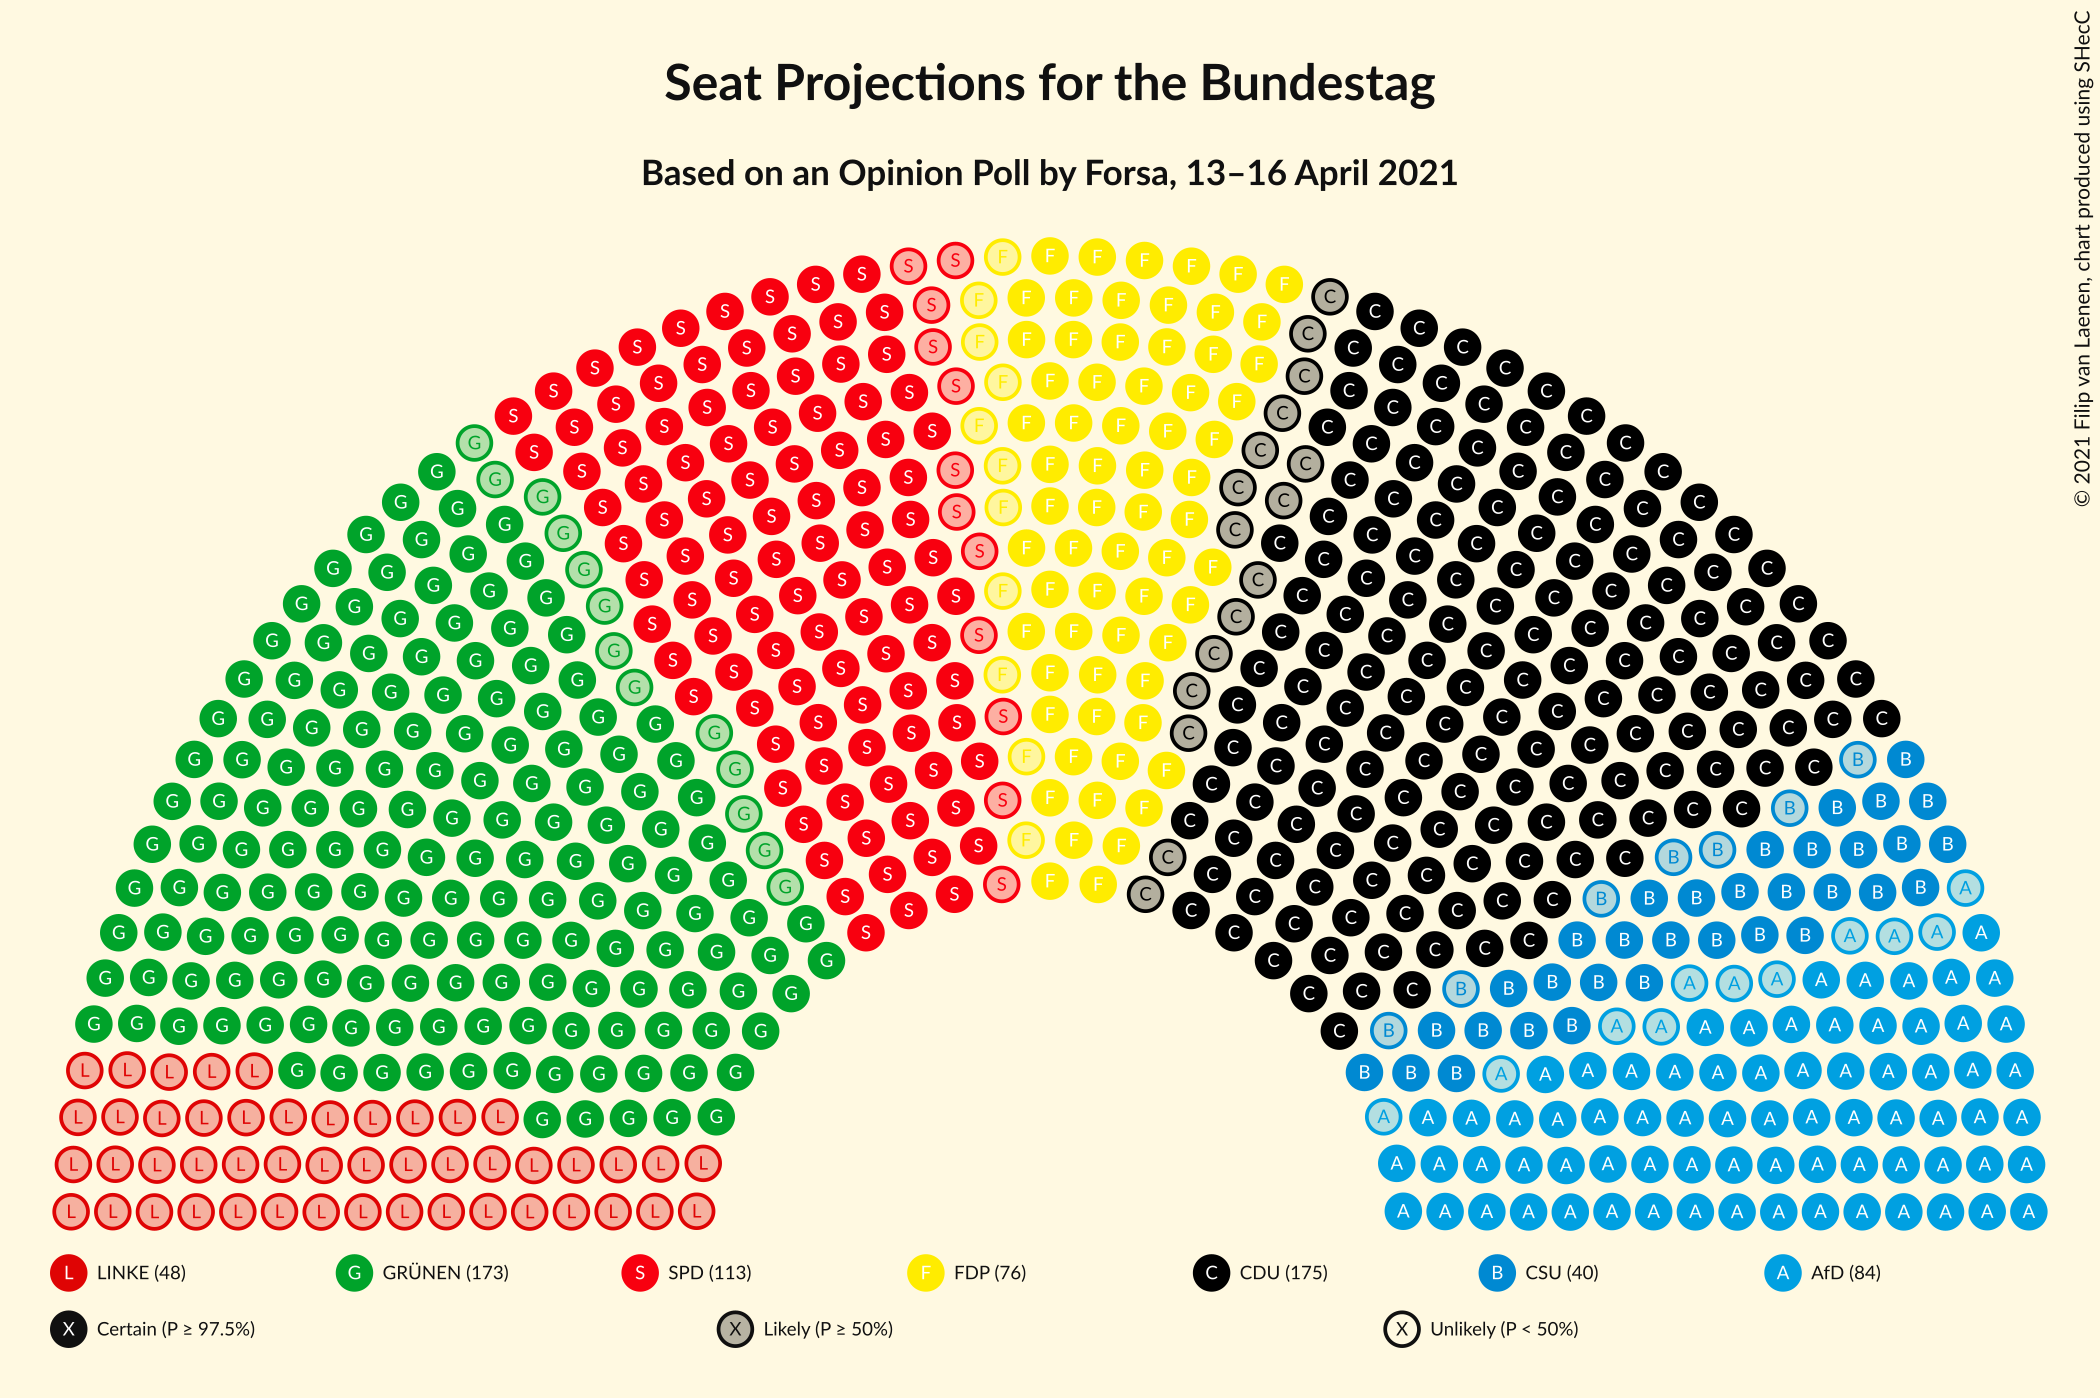 Seat Projections for the Bundestag
Based on an Opinion Poll by Forsa, 13–16 April 2021
© 2021 Filip van Laenen, chart produced using SHecC
L LINKE (48) G GRÜNEN (173) S SPD (113) F FDP (76) C CDU (175) B CSU (40) A AfD (84)
X Certain (P ≥ 97.5%) X Likely (P ≥ 50%) X Unlikely (P < 50%)